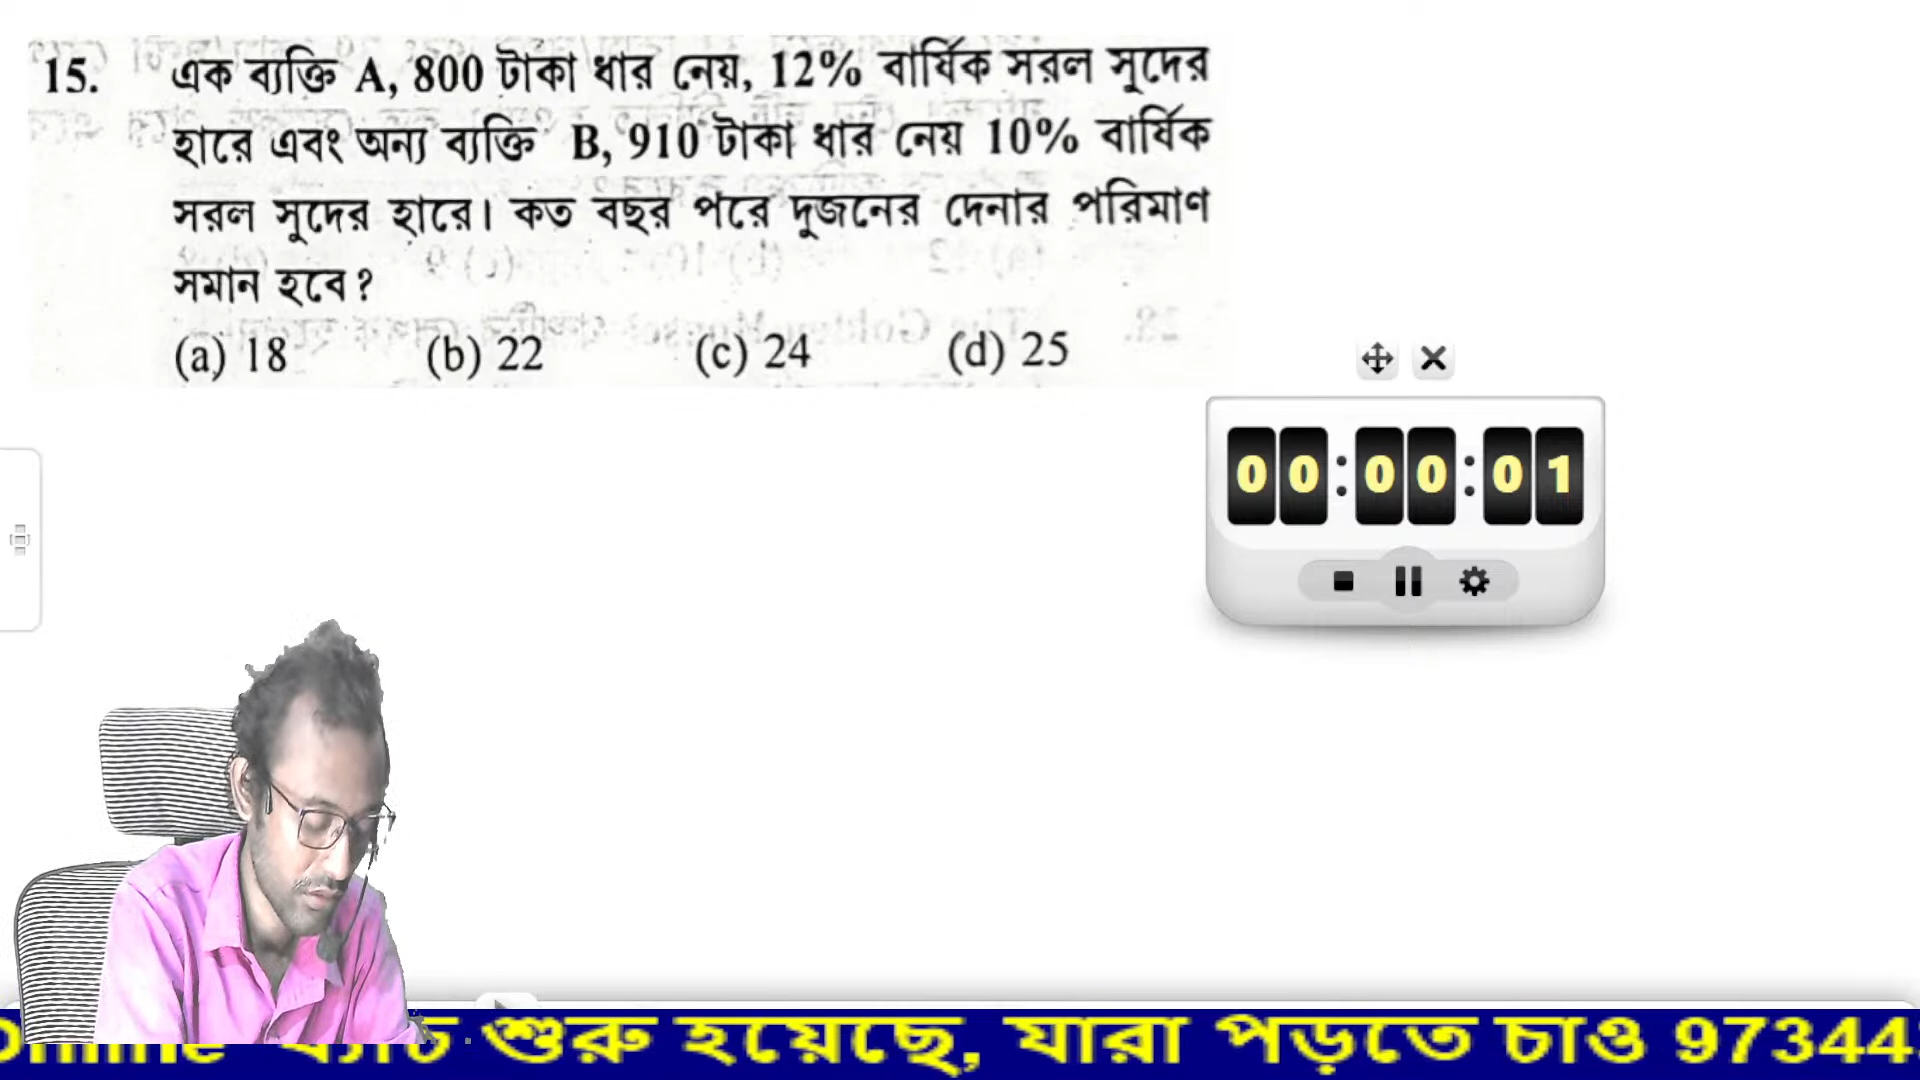 15. এক ব্যক্তি A, 800 টাকা ধার নেয়, 12% বার্ষিক সরল সুদের
হারে এবং অন্য ব্যক্তি B, 910 টাকা ধার নেয় 10% বার্ষিক
সরল সুদের হারে। কত বছর পরে দুজনের দেনার পরিমাণ
সমান হবে?
(a) 18 (b) 22 (c) 24 (d) 25
00:00:01
শুরু হয়েছে, যারা পড়তে চাও 97344